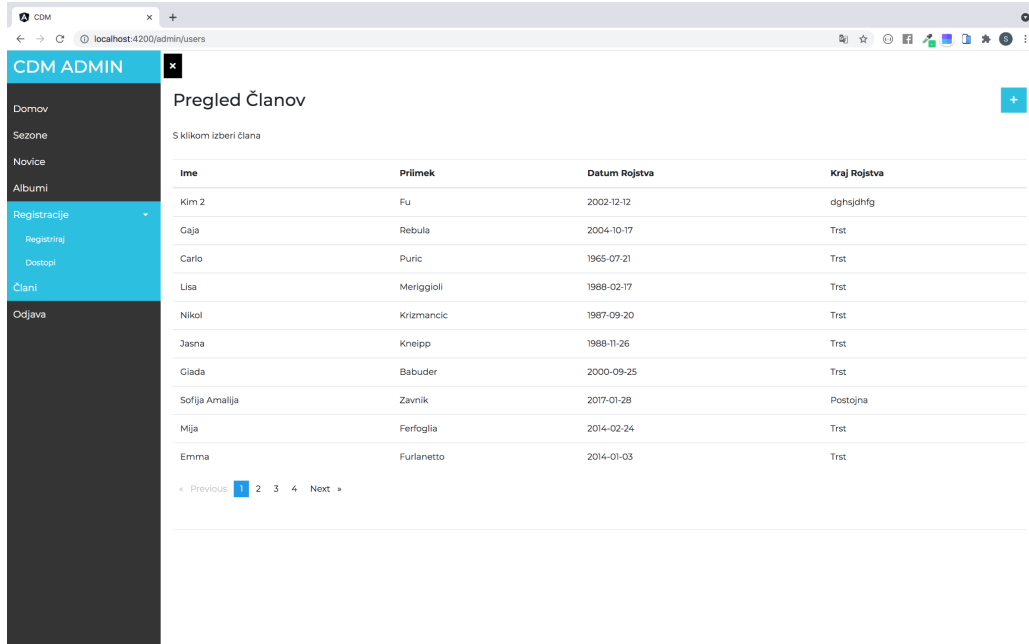 CDM
localhost:4200/admin/users
S
CDM ADMIN
Domov
Sezone
Novice
Albumi
Registracije
Registriraj
Dostopi
Člani
Odjava
Pregled Članov
+
S klikom izberi člana
Ime Priimek Datum Rojstva Kraj Rojstva
Kim 2 Fu 2002-12-12 dghsjdhfg
Gaja Rebula 2004-10-17 Trst
Carlo Puric 1965-07-21 Trst
Lisa Meriggioli 1988-02-17 Trst
Nikol Krizmancic 1987-09-20 Trst
Jasna Kneipp 1988-11-26 Trst
Giada Babuder 2000-09-25 Trst
Sofija Amalija Zavnik 2017-01-28 Postojna
Mija Ferfoglia 2014-02-24 Trst
Emma Furlanetto 2014-01-03 Trst
« Previous 1 2 3 4 Next »